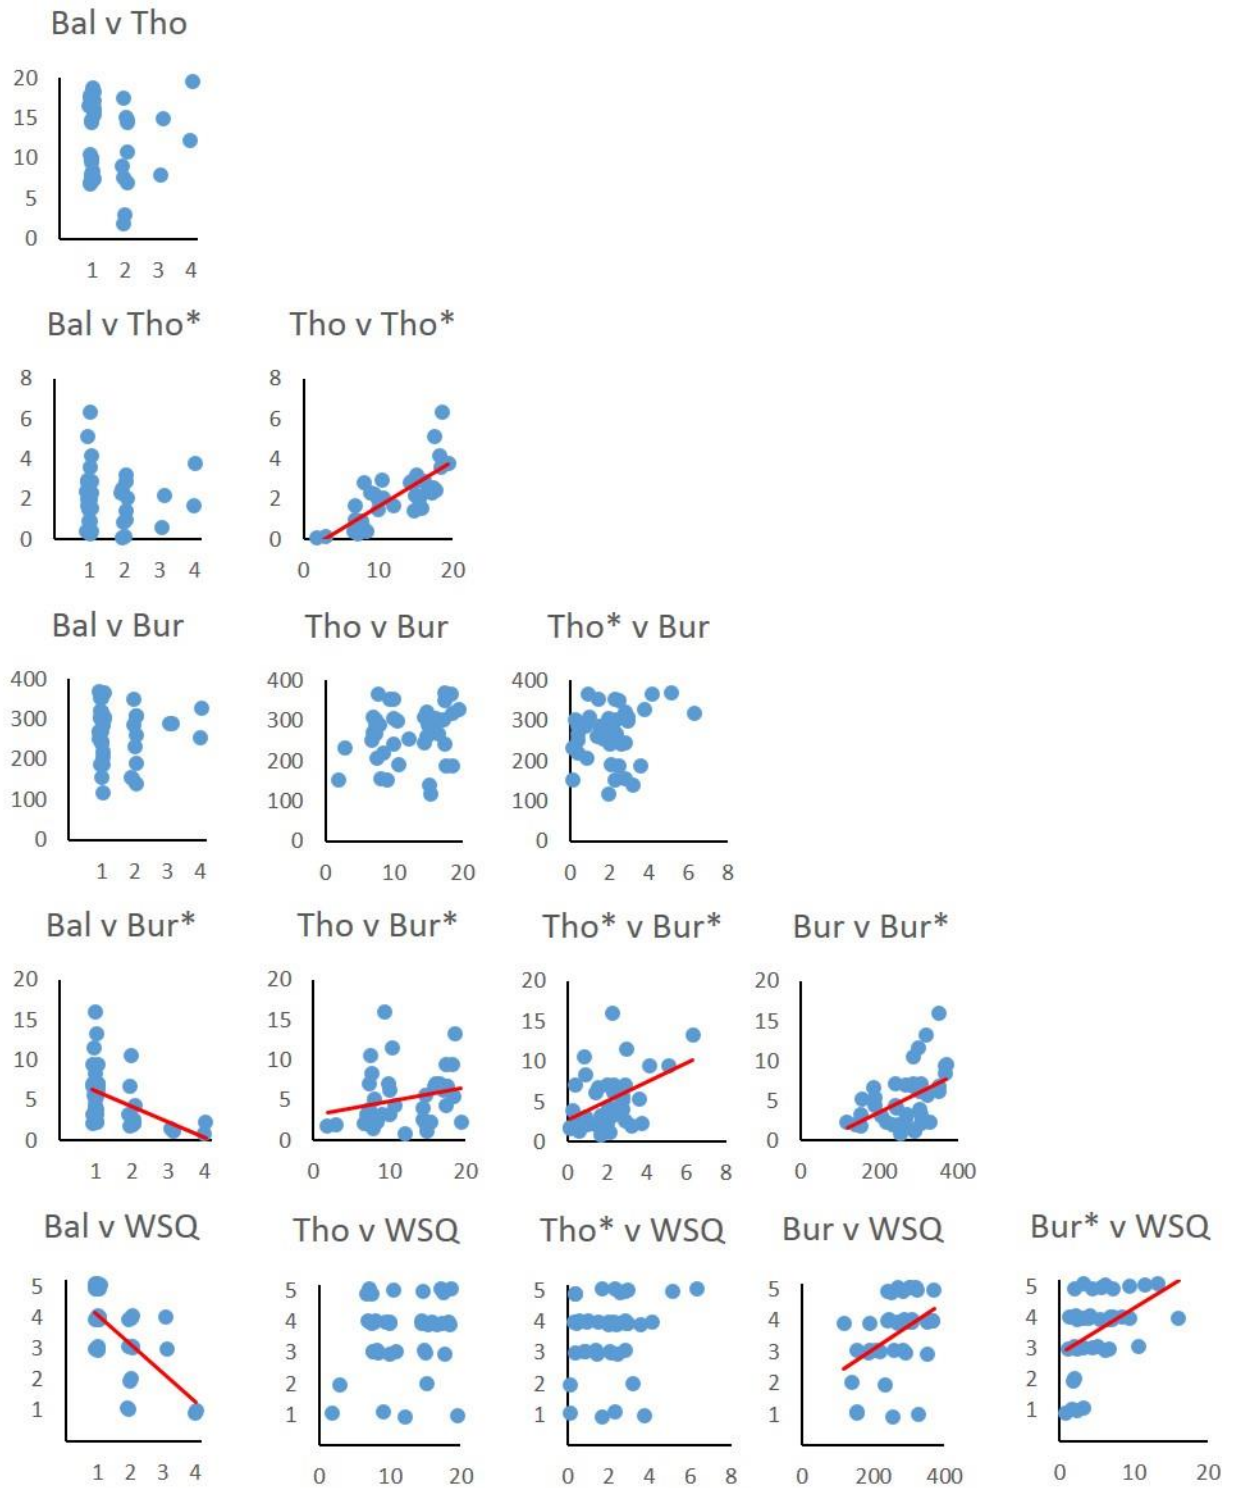 Bal v Tho
20
15
10
5
0
1 2 3 4
Bal v Tho* Tho v Tho*
8 8
6 6
4 4
2 2
0 0
1 2 3 4 0 10 20
Bal v Bur Tho v Bur Tho* v Bur
400 400 400
300 300 300
200 200 200
100 100 100
0 0 0
1 2 3 4 0 10 20 0 2 4 6 8
Bal v Bur* Tho v Bur* Tho* v Bur* Bur v Bur*
20 20 20 20
15 15 15 15
10 10 10 10
5 5 5 5
0 0 0 0
1 2 3 4 0 10 20 0 2 4 6 8 0 200 400
Bal v WSQ Tho v WSQ Tho* v WSQ Bur v WSQ Bur* v WSQ
5 5 5 5 5
4 4 4 4 4
3 3 3 3 3
2 2 2 2 2
1 1 1 1 1
1 2 3 4 0 10 20 0 2 4 6 8 0 200 400 0 10 20